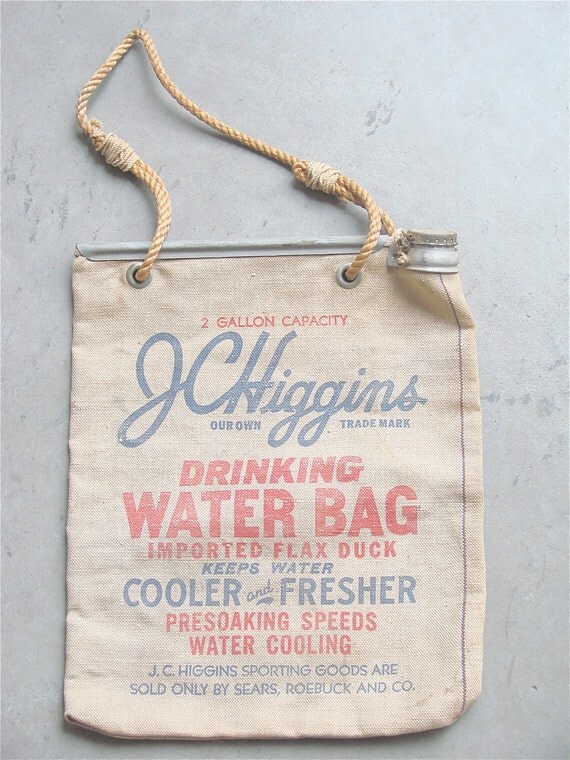 2 GALLON CAPACITY
JC Higgins
OUR OWN TRADE MARK
DRINKING
WATER BAG
IMPORTED FLAX DUCK
KEEPS WATER
COOLER and FRESHER
PRESOAKING SPEEDS
WATER COOLING
J. C. HIGGINS SPORTING GOODS ARE
SOLD ONLY BY SEARS, ROEBUCK AND CO.